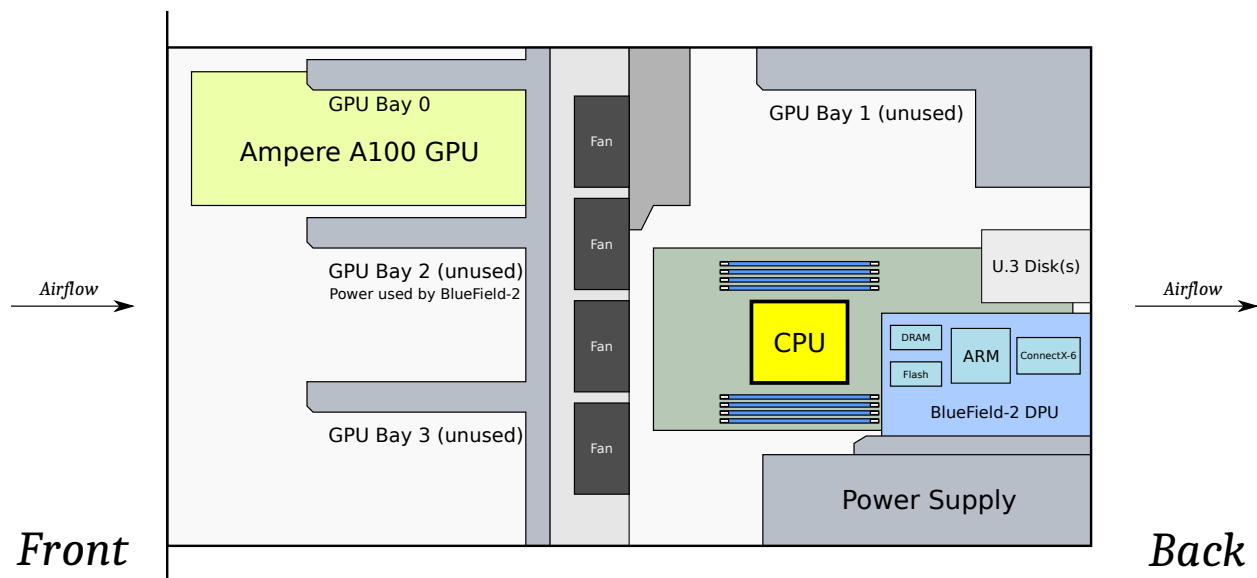 GPU Bay 0
Ampere A100 GPU
GPU Bay 1 (unused)
Fan
Fan
Fan
Fan
GPU Bay 2 (unused)
Power used by BlueField-2
GPU Bay 3 (unused)
U.3 Disk(s)
CPU
DRAM
Flash
ARM
ConnectX-6
BlueField-2 DPU
Power Supply
Airflow
Airflow
Front
Back